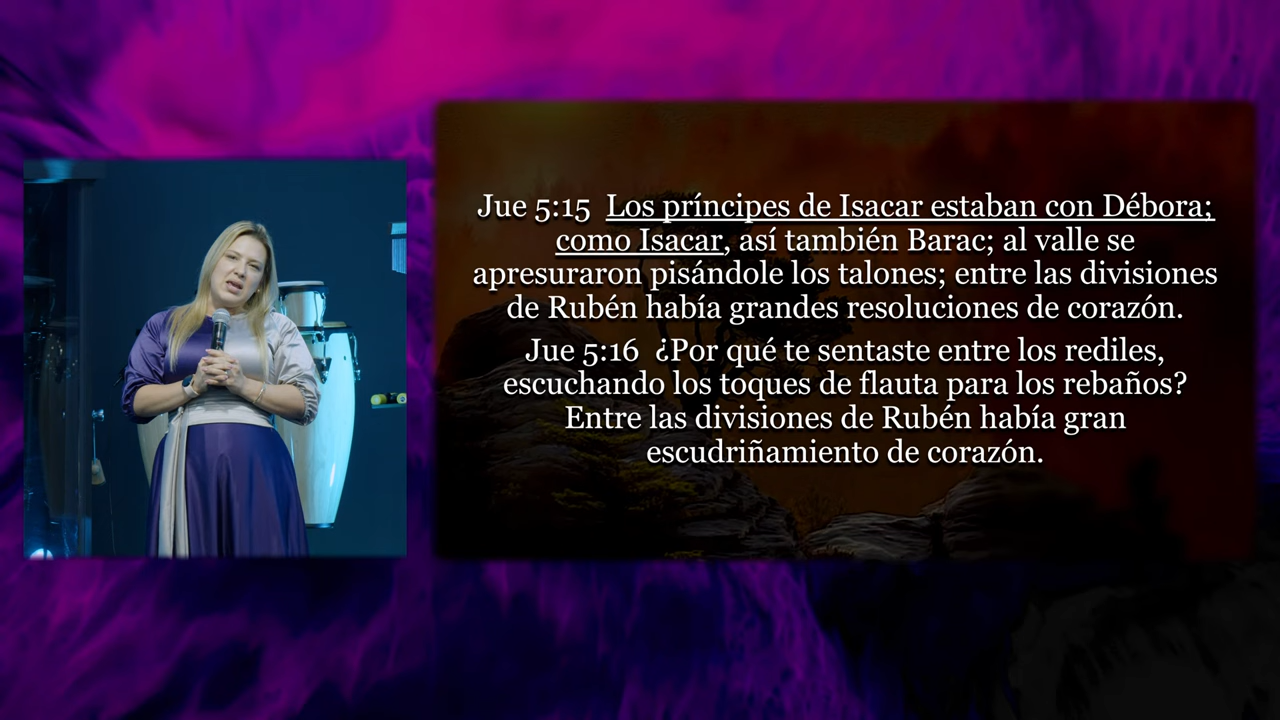 Jue 5:15 Los príncipes de Isacar estaban con Débora;
como Isacar, así también Barac; al valle se
apresuraron pisándole los talones; entre las divisiones
de Rubén había grandes resoluciones de corazón.
Jue 5:16 ¿Por qué te sentaste entre los rediles,
escuchando los toques de flauta para los rebaños?
Entre las divisiones de Rubén había gran
escudriñamiento de corazón.